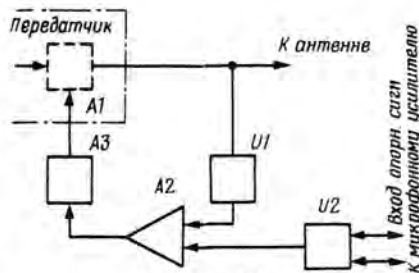 Передатчик
К антенне
A1
A3
U1
A2
U2
Вход опорн. сигн
К микрофонному усилителю